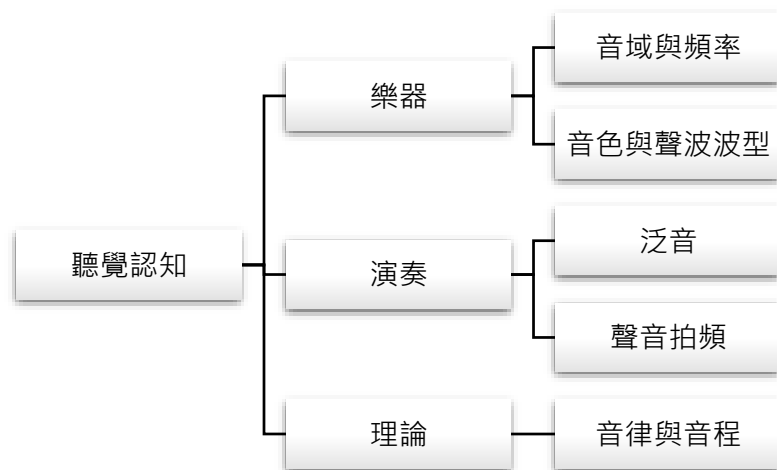 音域與頻率
樂器
音色與聲波波型
聽覺認知
演奏
泛音
聲音拍頻
理論
音律與音程